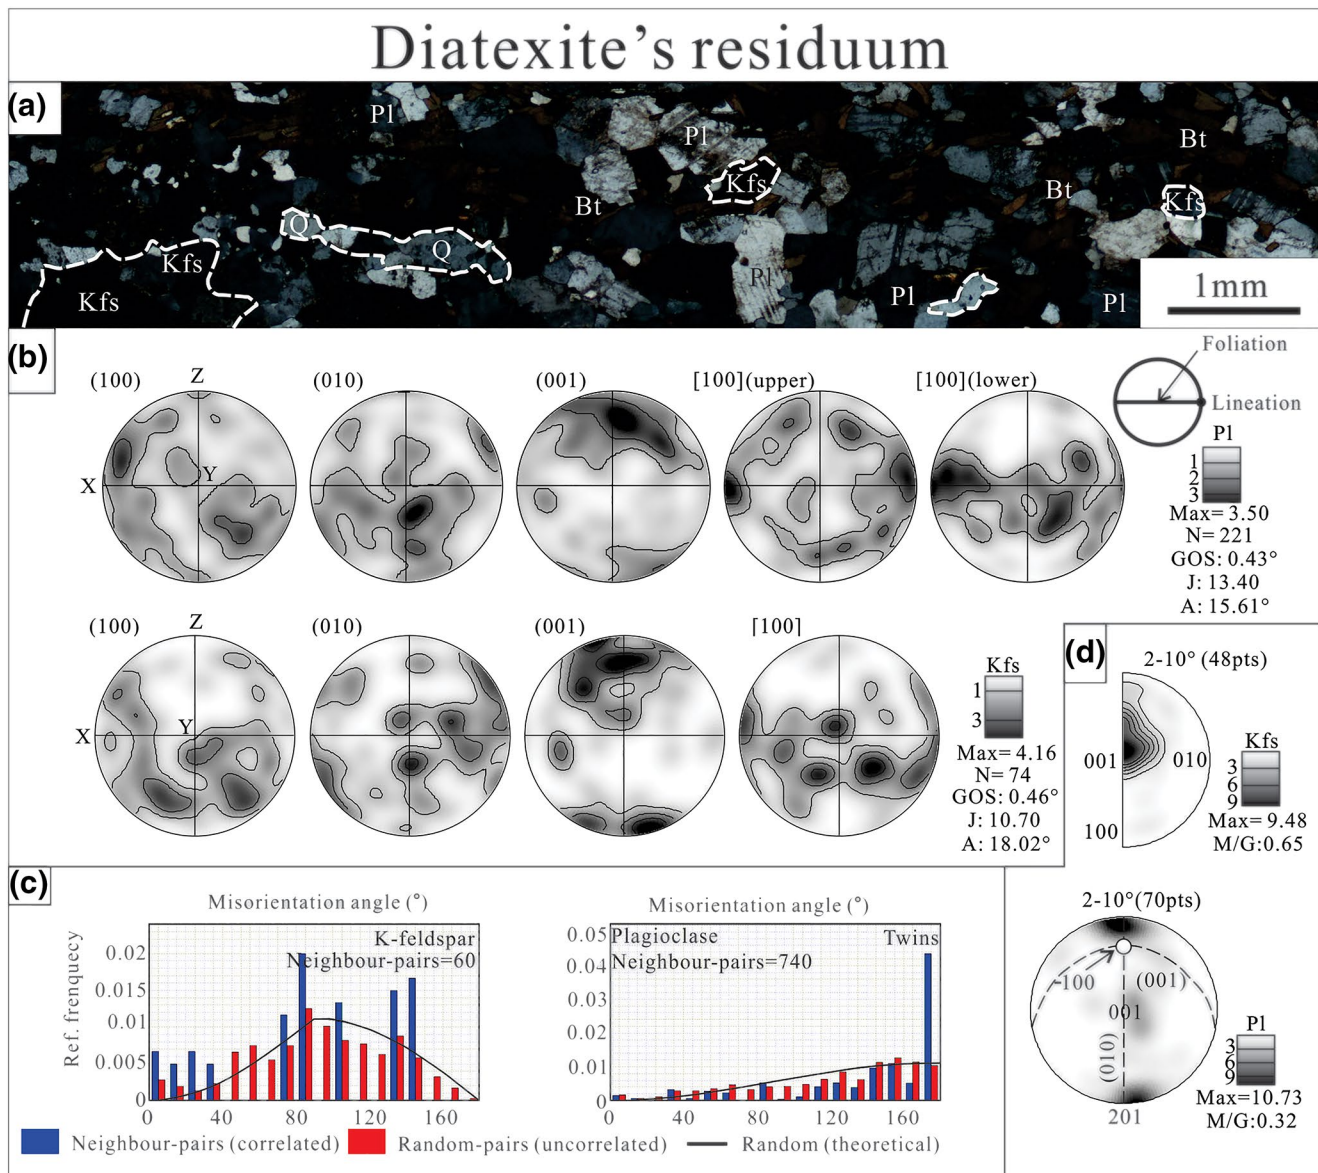 Diatexite's residuum
(a)
Pl
Pl
Bt
Kfs
Bt
Kfs
Bt
Q
Q
Kfs
Kfs
Pl
Pl
Pl
1mm
(b)
(100)
Z
(010)
(001)
[100](upper)
[100](lower)
X
Y
Foliation
Lineation
Pl
1
2
3
Max= 3.50
N= 221
GOS: 0.43°
J: 13.40
A: 15.61°
(100)
Z
(010)
(001)
[100]
X
Y
Kfs
1
3
Max= 4.16
N= 74
GOS: 0.46°
J: 10.70
A: 18.02°
(d)
2-10° (48pts)
001
010
100
Kfs
3
6
9
Max= 9.48
M/G:0.65
2-10°(70pts)
-100
(001)
001
(010)
201
Pl
3
6
9
Max=10.73
M/G:0.32
(c)
Misorientation angle (°)
K-feldspar
Neighbour-pairs=60
Ref. frenquecy
0.02
0.015
0.01
0.005
0
0
40
80
120
180
Misorientation angle (°)
Plagioclase
Twins
Neighbour-pairs=740
0.05
0.04
0.03
0.02
0.01
0
0
40
80
120
160
Neighbour-pairs (correlated)
Random-pairs (uncorrelated)
Random (theoretical)